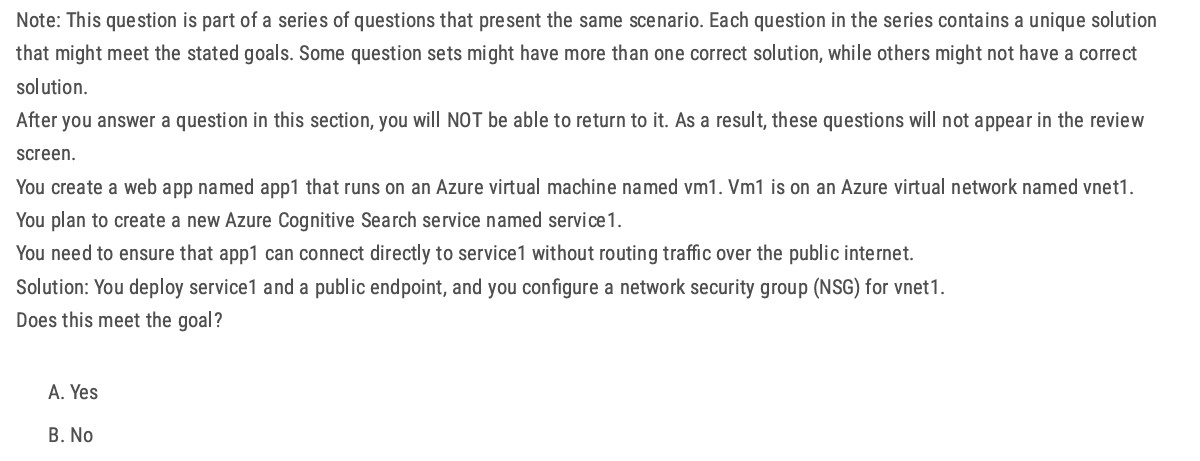 Note: This question is part of a series of questions that present the same scenario. Each question in the series contains a unique solution
that might meet the stated goals. Some question sets might have more than one correct solution, while others might not have a correct
solution.
After you answer a question in this section, you will NOT be able to return to it. As a result, these questions will not appear in the review
screen.
You create a web app named app1 that runs on an Azure virtual machine named vm1. Vm1 is on an Azure virtual network named vnet1.
You plan to create a new Azure Cognitive Search service named service1.
You need to ensure that app1 can connect directly to service1 without routing traffic over the public internet.
Solution: You deploy service1 and a public endpoint, and you configure a network security group (NSG) for vnet1.
Does this meet the goal?
A. Yes
B. No